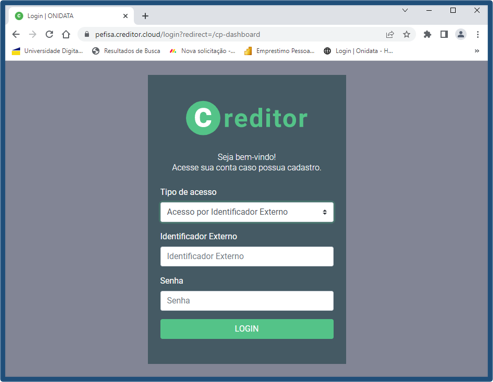 Login | ONIDATA
pefisa.creditor.cloud/login?redirect=/cp-dashboard
Universidade Digita... Resultados de Busca Nova solicitação -... Emprestimo Pessoa... Login | Onidata - H... »
Creditor
Seja bem-vindo!
Acesse sua conta caso possua cadastro.
Tipo de acesso
Acesso por Identificador Externo
Identificador Externo
Identificador Externo
Senha
Senha
LOGIN